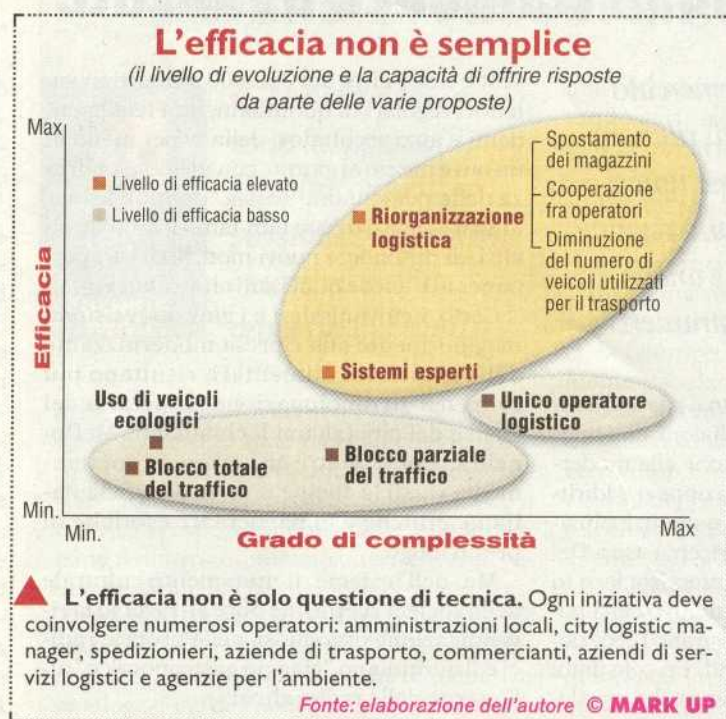 L'efficacia non è semplice
(il livello di evoluzione e la capacità di offrire risposte
da parte delle varie proposte)
Max
Livello di efficacia elevato
Livello di efficacia basso
Efficacia
Riorganizzazione
logistica
Spostamento
dei magazzini
Cooperazione
fra operatori
Diminuzione
del numero di
veicoli utilizzati
per il trasporto
Sistemi esperti
Uso di veicoli
ecologici
Unico operatore
logistico
Blocco totale
del traffico
Blocco parziale
del traffico
Min.
Min.
Grado di complessità
Max
L'efficacia non è solo questione di tecnica. Ogni iniziativa deve
coinvolgere numerosi operatori: amministrazioni locali, city logistic ma-
nager, spedizionieri, aziende di trasporto, commercianti, aziendi di ser-
vizi logistici e agenzie per l'ambiente.
Fonte: elaborazione dell'autore © MARK UP